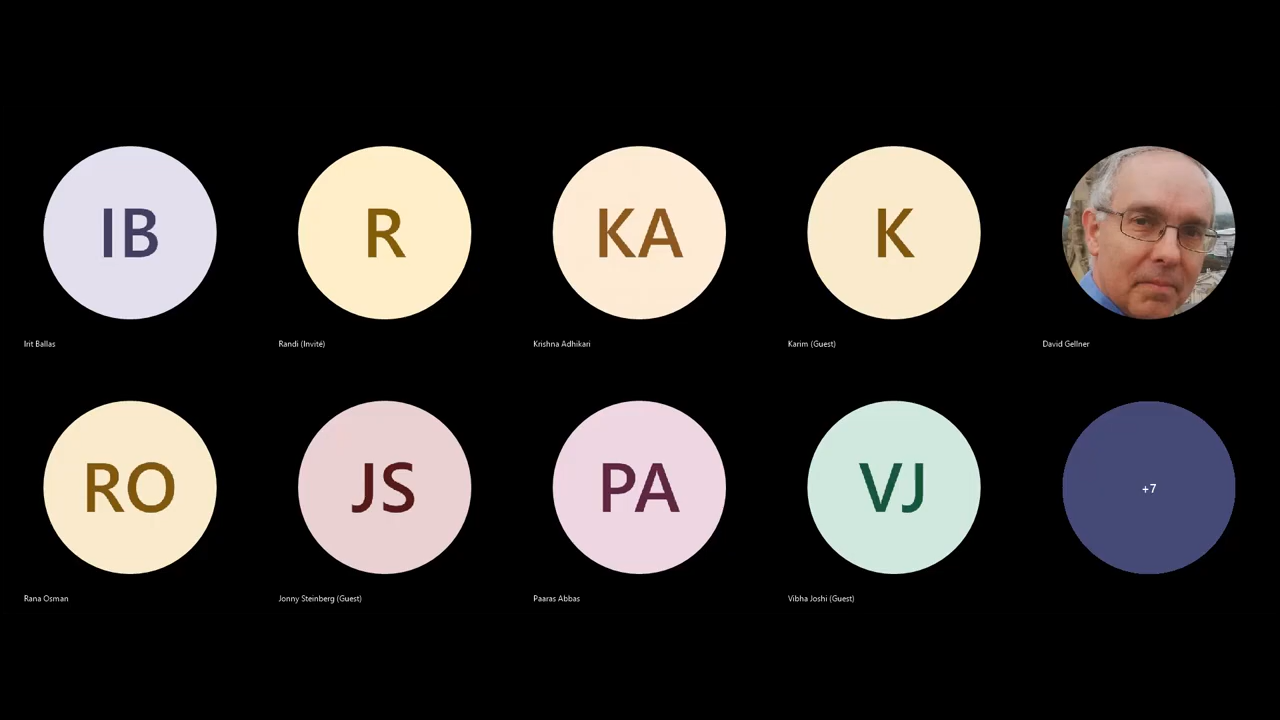 IB
R
KA
K
Irit Ballas
Randi (Invité)
Krishna Adhikari
Karim (Guest)
David Gellner
RO
JS
PA
VJ
+7
Rana Osman
Jonny Steinberg (Guest)
Paaras Abbas
Vibha Joshi (Guest)